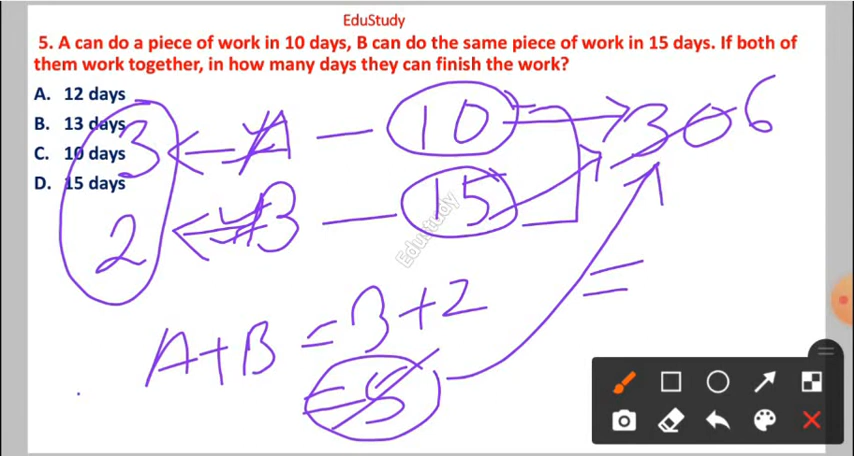 EduStudy
5. A can do a piece of work in 10 days, B can do the same piece of work in 15 days. If both of
them work together, in how many days they can finish the work?
A. 12 days
B. 13 days
C. 10 days
D. 15 days
3 ← A — 10 → 30 6
2 ← B — 15
A+B = 3+2
= 5
=
Edustudy